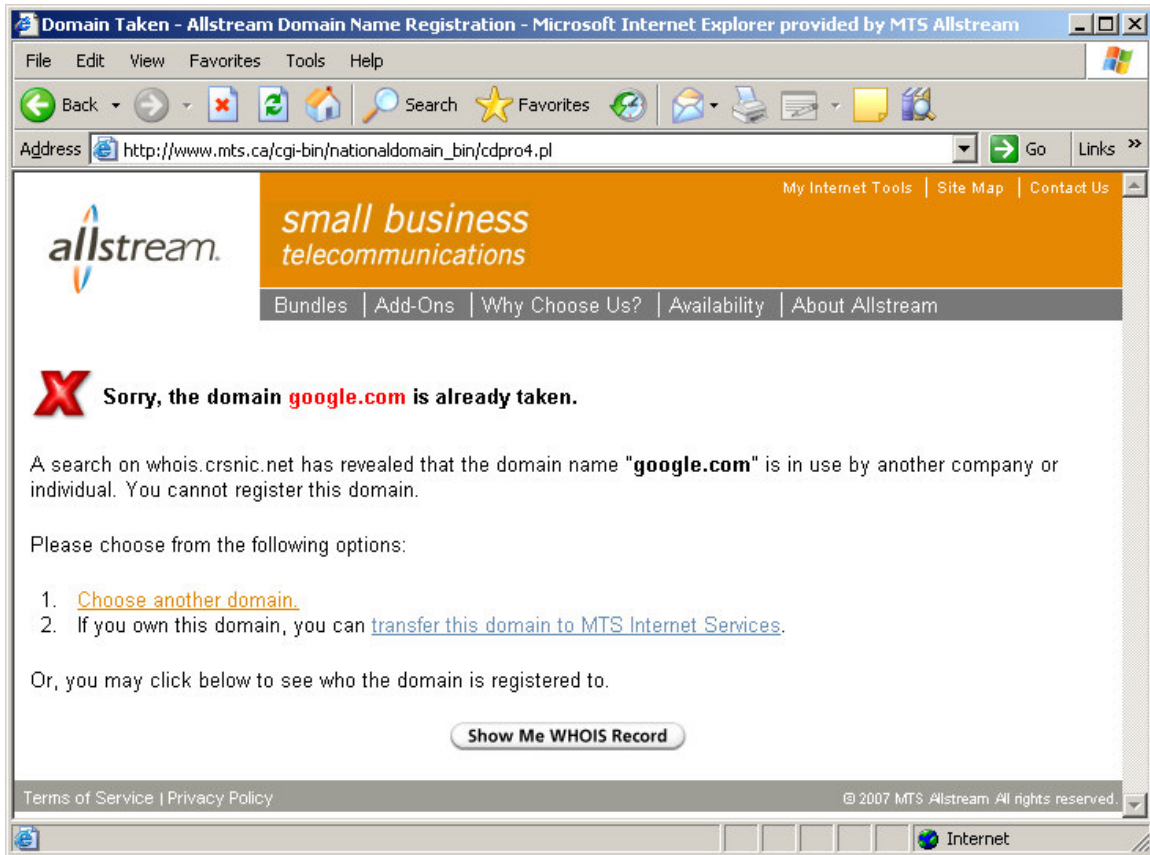 Domain Taken - Allstream Domain Name Registration - Microsoft Internet Explorer provided by MTS Allstream
File Edit View Favorites Tools Help
Back Search Favorites
Address http://www.mts.ca/cgi-bin/nationaldomain_bin/cdpro4.pl Go Links »
My Internet Tools | Site Map | Contact Us
allstream.
small business
telecommunications
Bundles | Add-Ons | Why Choose Us? | Availability | About Allstream
Sorry, the domain google.com is already taken.
A search on whois.crsnic.net has revealed that the domain name "google.com" is in use by another company or
individual. You cannot register this domain.
Please choose from the following options:
1. Choose another domain.
2. If you own this domain, you can transfer this domain to MTS Internet Services.
Or, you may click below to see who the domain is registered to.
Show Me WHOIS Record
Terms of Service | Privacy Policy © 2007 MTS Allstream All rights reserved.
Internet